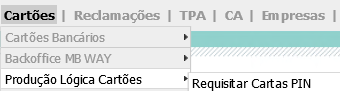 Cartões | Reclamações | TPA | CA | Empresas |
Cartões Bancários
Backoffice MB WAY
Produção Lógica Cartões
Requisitar Cartas PIN